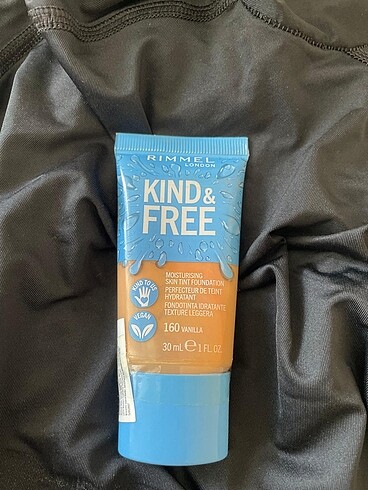 RIMMEL
LONDON
KIND &
FREE
MOISTURISING
SKIN TINT FOUNDATION
PERFECTEUR DE TEINT
HYDRATANT
FONDOTINTA IDRATANTE
TEXTURE LEGGERA
KIND TO US
VEGAN
160 VANILLA
30 mL e 1 FL. OZ.